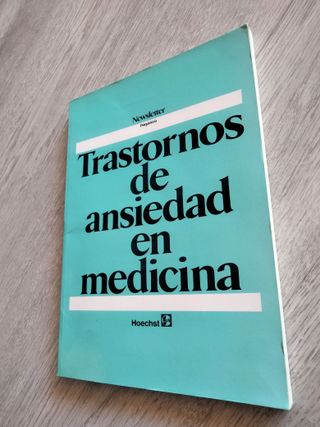 Newsletter
Trastornos
de
ansiedad
en
medicina
Hoechst